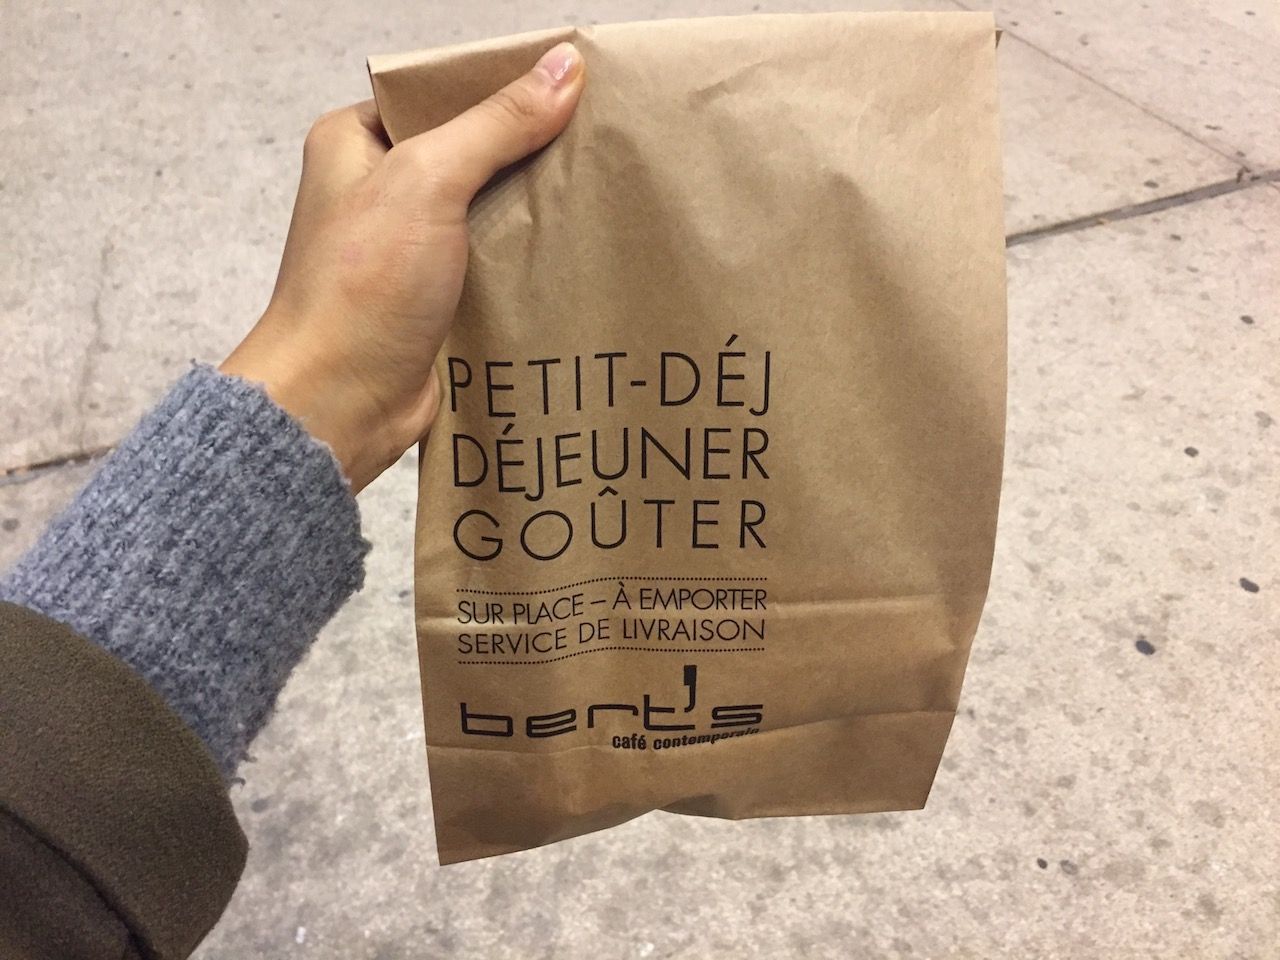 PETIT-DÉJ
DÉJEUNER
GOÛTER
SUR PLACE – À EMPORTER
SERVICE DE LIVRAISON
bert's
café contemporain